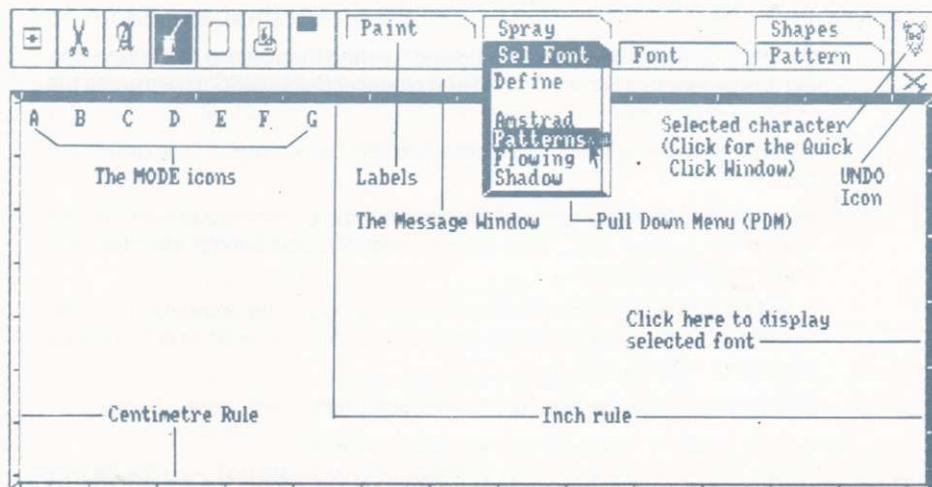 Paint
Spray
Shapes
Sel Font
Font
Pattern
Define
Amstrad
Patterns
Flowing
Shadow
A B C D E F G
The MODE icons
Labels
The Message Window
Pull Down Menu (PDM)
Selected character
(Click for the Quick
Click Window)
UNDO
Icon
Click here to display
selected font
Centimetre Rule
Inch rule